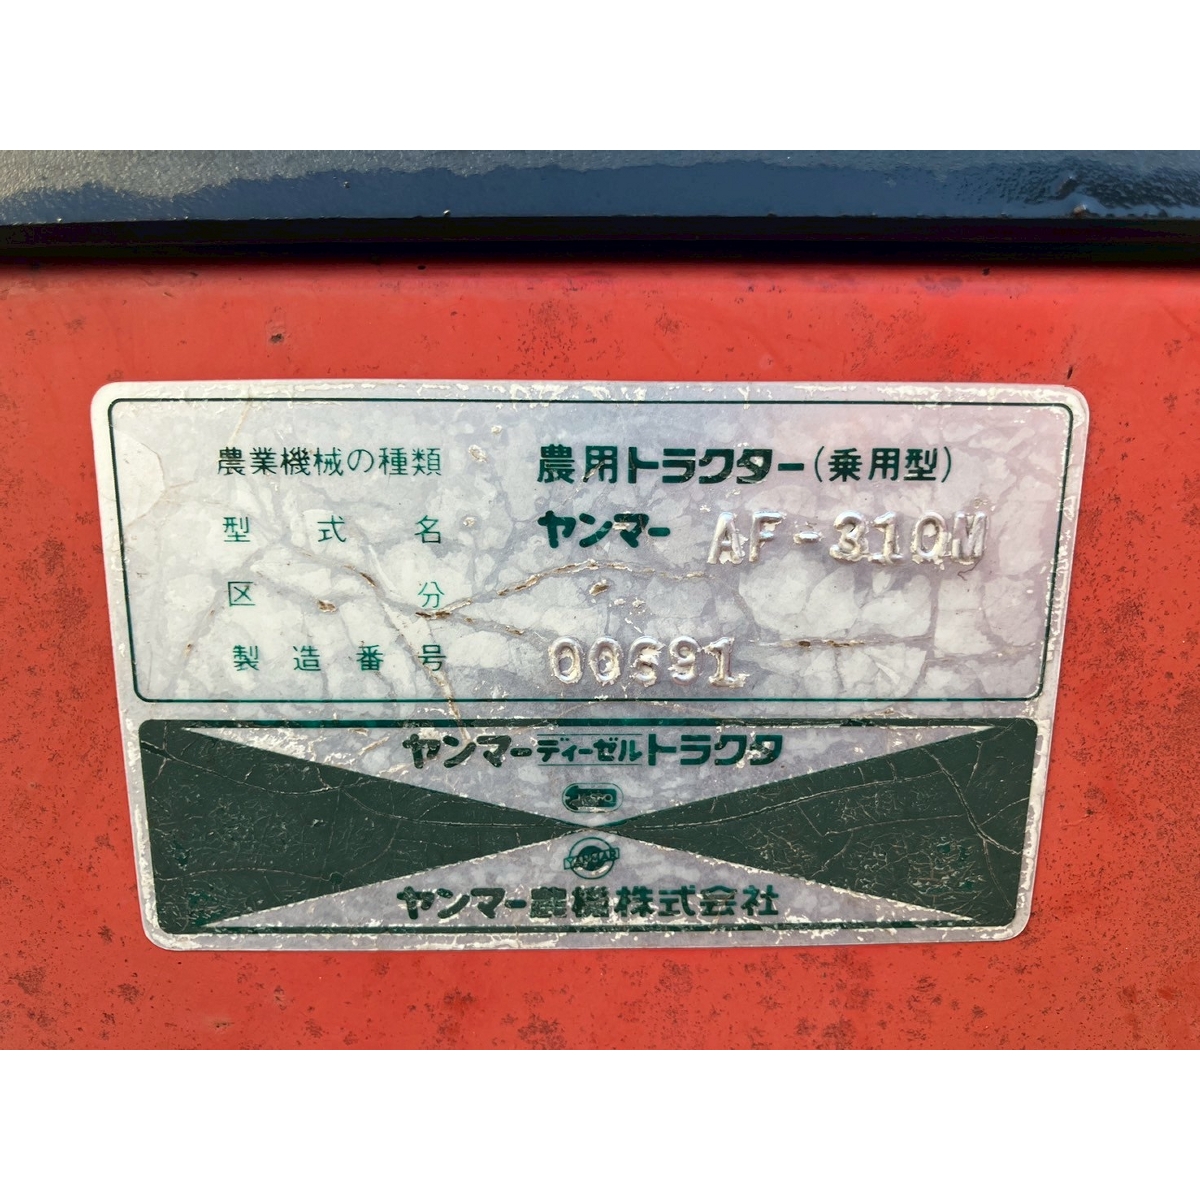 農業機械の種類 農用トラクター(乗用型)
型式名 ヤンマー AF-310M
区分
製造番号 00691
ヤンマーディーゼルトラクタ
YANMAR
ヤンマー農機株式会社